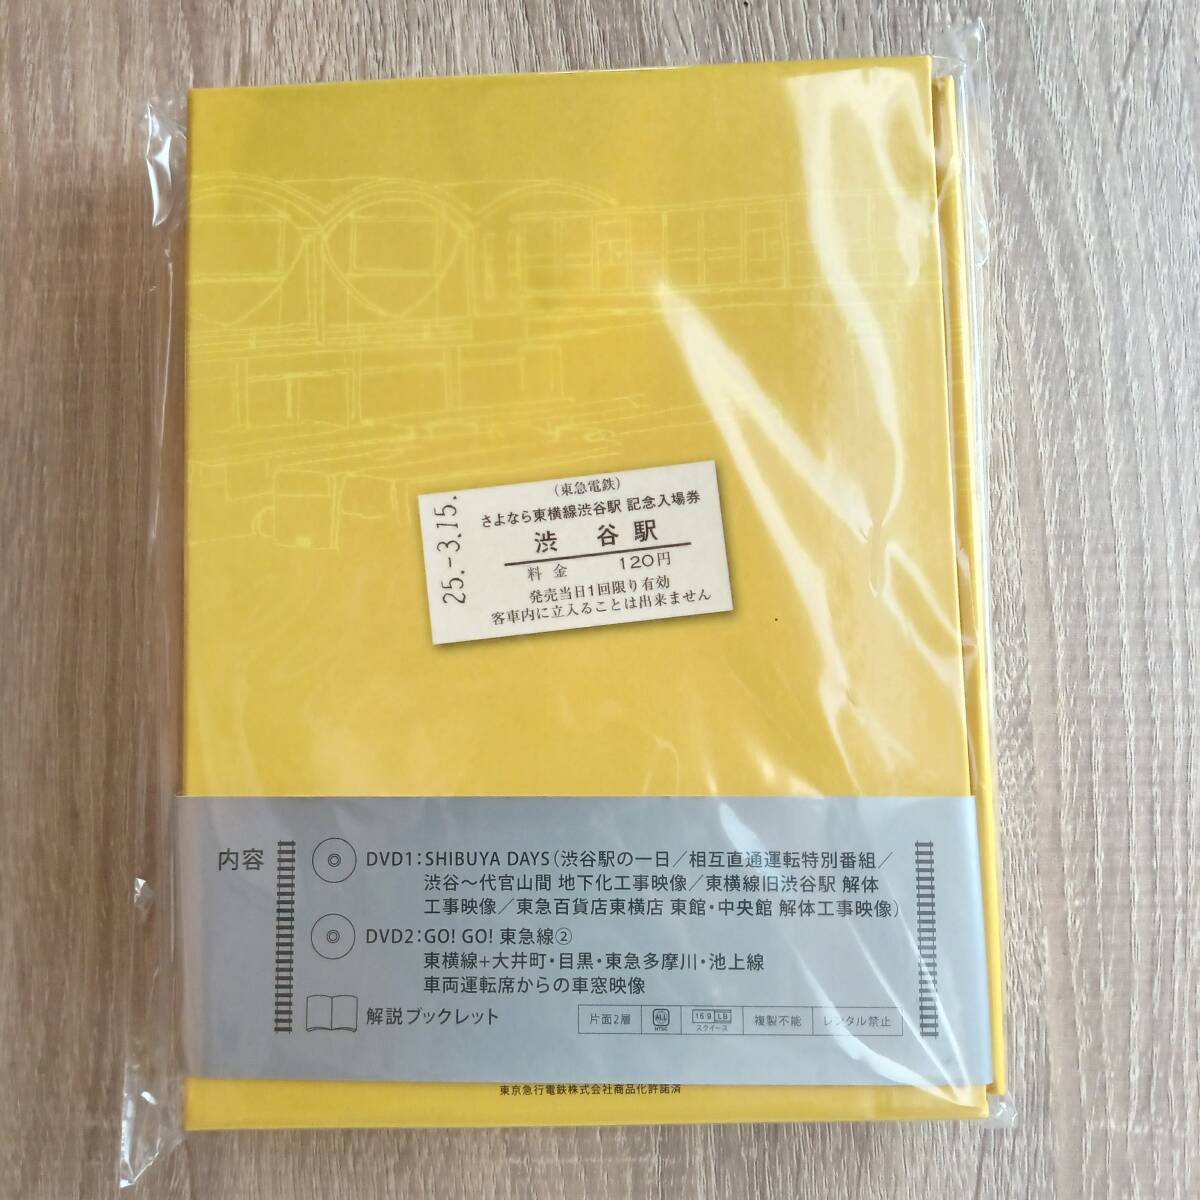 (東急電鉄)
さよなら東横線渋谷駅 記念入場券
渋 谷 駅
料 金 120円
発売当日1回限り有効
客車内に立入ることは出来ません
25.-3.15.
内容
DVD1:SHIBUYA DAYS(渋谷駅の一日/相互直通運転特別番組/
渋谷~代官山間 地下化工事映像/東横線旧渋谷駅 解体
工事映像/東急百貨店東横店 東館・中央館 解体工事映像)
DVD2:GO! GO! 東急線②
東横線+大井町・目黒・東急多摩川・池上線
車両運転席からの車窓映像
解説ブックレット
片面2層 ALL NTSC 16:9 LB スクイーズ 複製不能 レンタル禁止
東京急行電鉄株式会社商品化許諾済